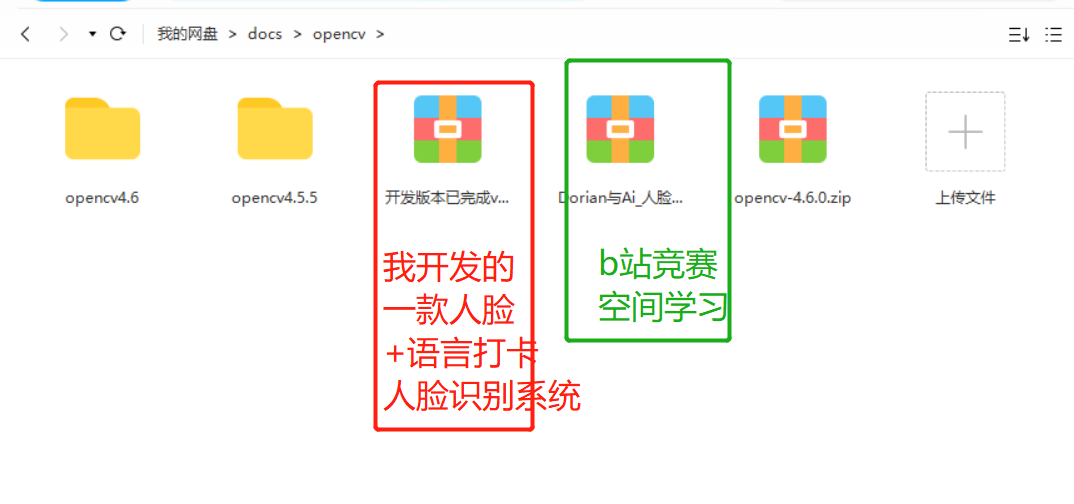 我的网盘 > docs > opencv >
opencv4.6
opencv4.5.5
开发版本已完成v...
Dorian与Ai_人脸...
opencv-4.6.0.zip
上传文件
我开发的
一款人脸
+语言打卡
人脸识别系统
b站竞赛
空间学习